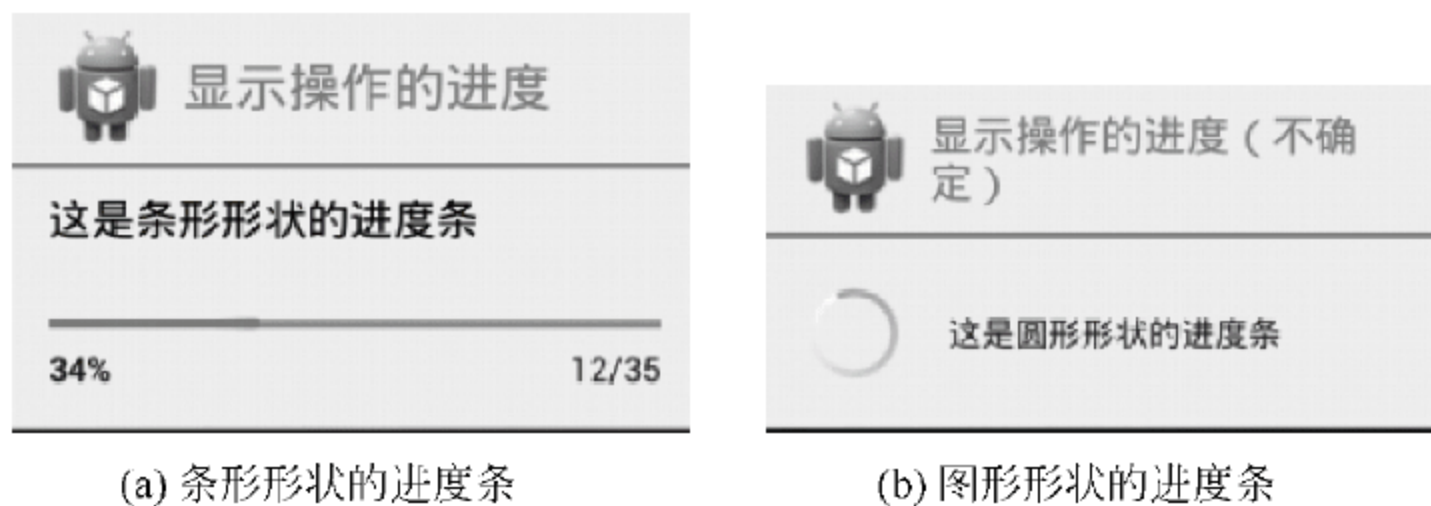 显示操作的进度
这是条形形状的进度条
34% 12/35
(a) 条形形状的进度条
显示操作的进度（不确
定）
这是圆形形状的进度条
(b) 图形形状的进度条